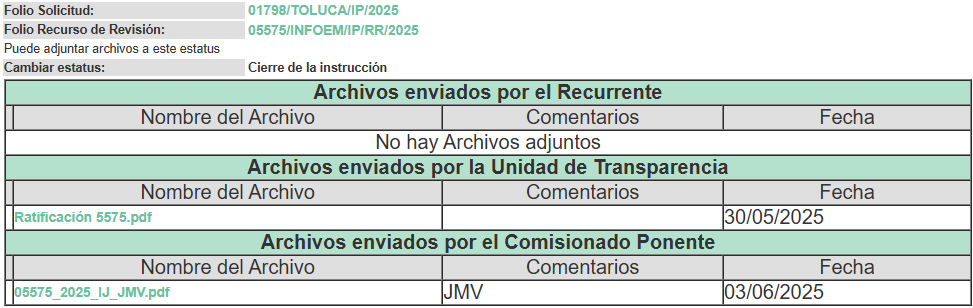 Folio Solicitud: 01798/TOLUCA/IP/2025
Folio Recurso de Revisión: 05575/INFOEM/IP/RR/2025
Puede adjuntar archivos a este estatus
Cambiar estatus: Cierre de la instrucción
Archivos enviados por el Recurrente
Nombre del Archivo Comentarios Fecha
No hay Archivos adjuntos
Archivos enviados por la Unidad de Transparencia
Nombre del Archivo Comentarios Fecha
Ratificación 5575.pdf 30/05/2025
Archivos enviados por el Comisionado Ponente
Nombre del Archivo Comentarios Fecha
05575_2025_IJ_JMV.pdf JMV 03/06/2025